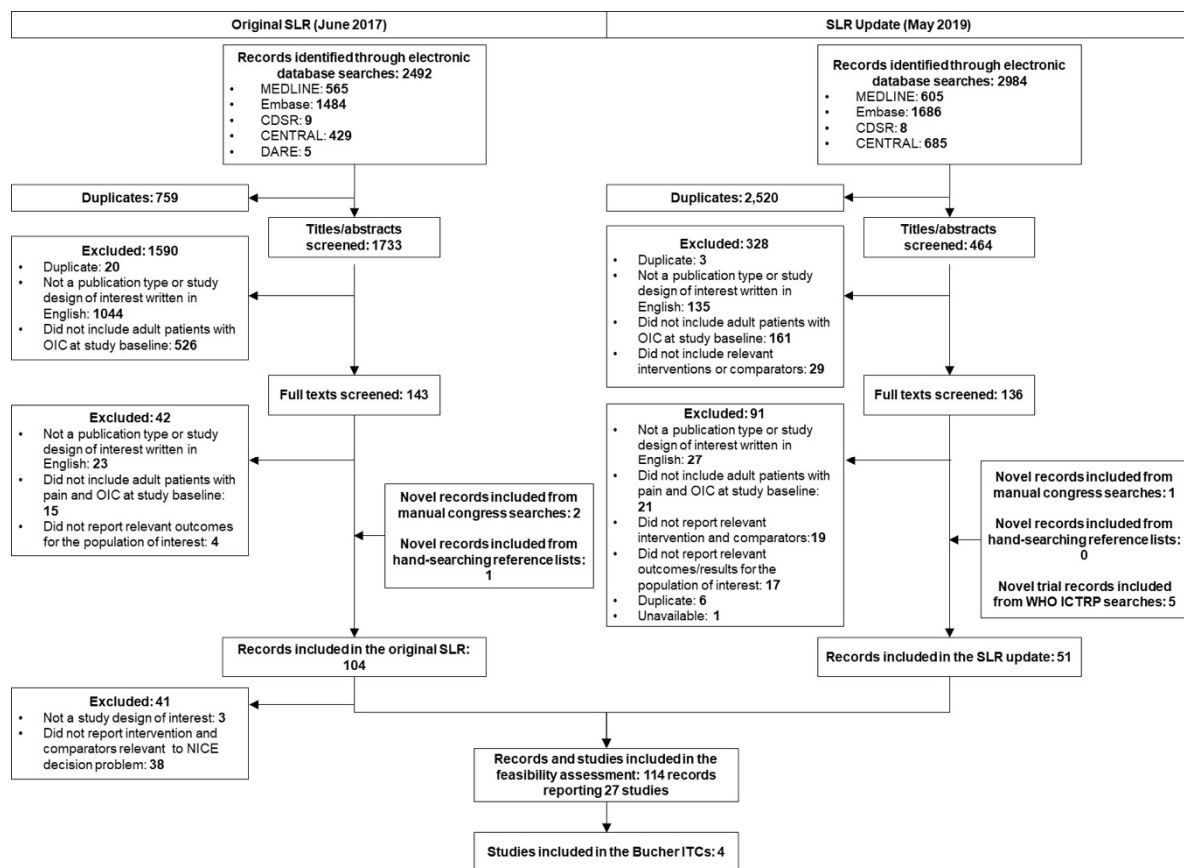 Original SLR (June 2017)
SLR Update (May 2019)
Records identified through electronic
database searches: 2492
• MEDLINE: 565
• Embase: 1484
• CDSR: 9
• CENTRAL: 429
• DARE: 5
Records identified through electronic
database searches: 2984
• MEDLINE: 605
• Embase: 1686
• CDSR: 8
• CENTRAL: 685
Duplicates: 759
Duplicates: 2,520
Titles/abstracts
screened: 1733
Titles/abstracts
screened: 464
Excluded: 1590
• Duplicate: 20
• Not a publication type or study
design of interest written in
English: 1044
• Did not include adult patients with
OIC at study baseline: 526
Excluded: 328
• Duplicate: 3
• Not a publication type or study
design of interest written in
English: 135
• Did not include adult patients with
OIC at study baseline: 161
• Did not include relevant
interventions or comparators: 29
Full texts screened: 143
Full texts screened: 136
Excluded: 42
• Not a publication type or study
design of interest written in
English: 23
• Did not include adult patients with
pain and OIC at study baseline:
15
• Did not report relevant outcomes
for the population of interest: 4
Novel records included from
manual congress searches: 2
Novel records included from
hand-searching reference lists:
1
Excluded: 91
• Not a publication type or study
design of interest written in English:
27
• Did not include adult patients with
pain and OIC at study baseline:
21
• Did not report relevant
intervention and comparators:19
• Did not report relevant
outcomes/results for the
population of interest: 17
• Duplicate: 6
• Unavailable: 1
Novel records included from
manual congress searches: 1
Novel records included from
hand-searching reference lists:
0
Novel trial records included
from WHO ICTRP searches: 5
Records included in the original SLR:
104
Records included in the SLR update: 51
Excluded: 41
• Not a study design of interest: 3
• Did not report intervention and
comparators relevant to NICE
decision problem: 38
Records and studies included in the
feasibility assessment: 114 records
reporting 27 studies
Studies included in the Bucher ITCs: 4